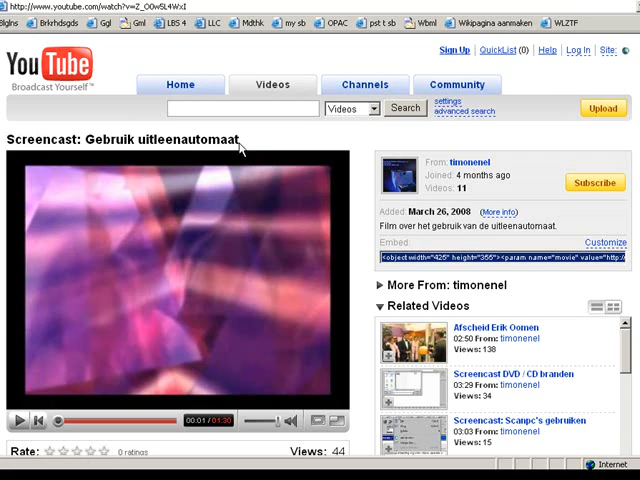 http://www.youtube.com/watch?v=Z_O0w5L4WxI
Blglns Brkrhdsgds Ggl Gml LBS 4 LLC Mdthk my sb OPAC pst t sb Wbml Wikipagina aanmaken WLZTF
YouTube
Broadcast Yourself™
Sign Up QuickList (0) Help Log In Site:
Home Videos Channels Community
Videos Search settings
advanced search
Upload
Screencast: Gebruik uitleenautomaat
From: timonenel
Joined: 4 months ago
Videos: 11
Subscribe
Added: March 26, 2008 (More info)
Film over het gebruik van de uitleenautomaat.
Embed: Customize
<object width="425" height="355"><param name="movie" value="http:/
More From: timonenel
Related Videos
Afscheid Erik Oomen
02:50 From: timonenel
Views: 138
Screencast DVD / CD branden
03:29 From: timonenel
Views: 34
Screencast: Scanpc's gebruiken
03:03 From: timonenel
Views: 15
00:01 / 01:30
Rate: 0 ratings Views: 44
Internet